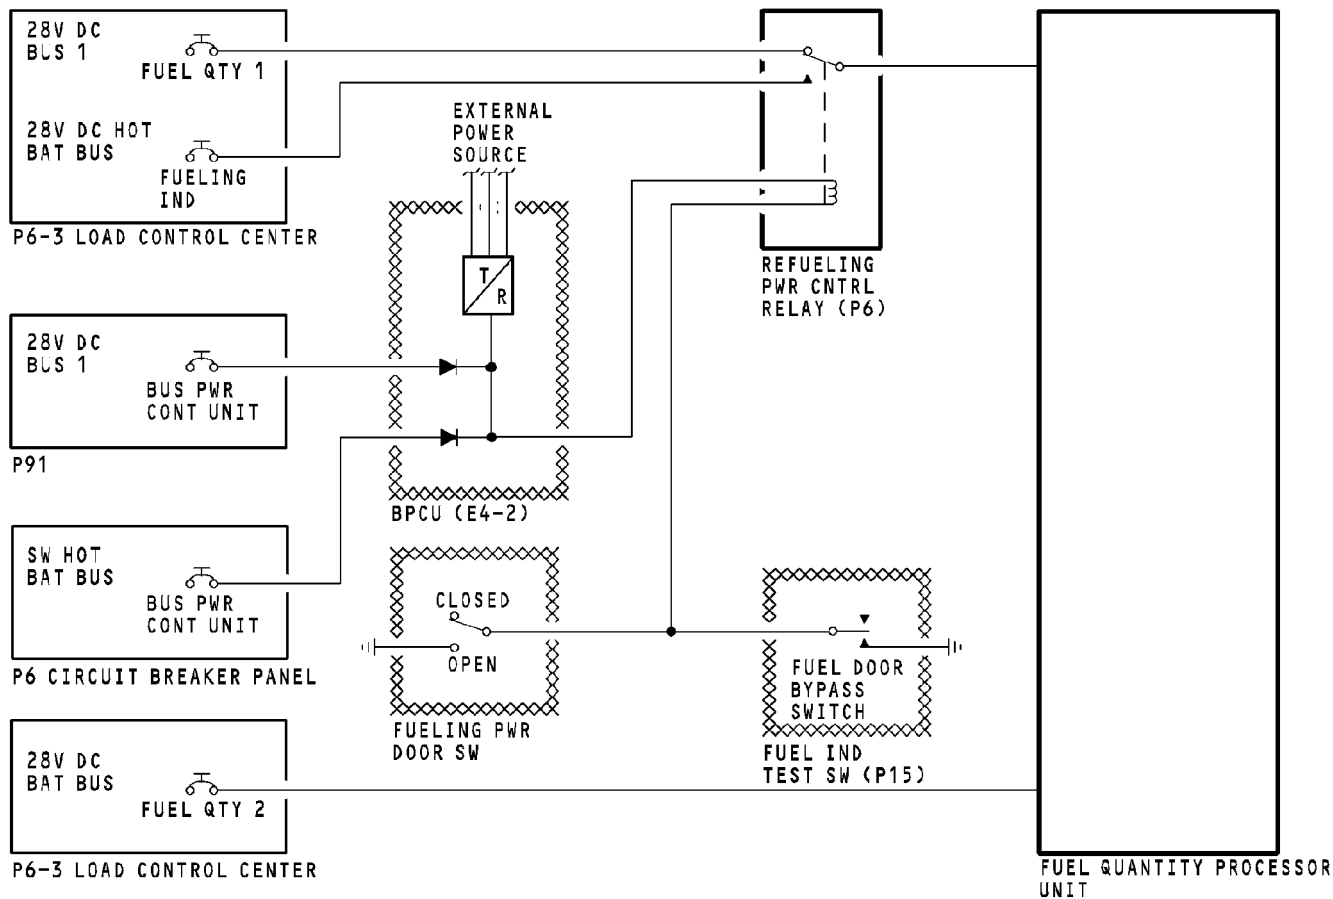 28V DC
BUS 1
FUEL QTY 1
28V DC HOT
BAT BUS
FUELING
IND
P6-3 LOAD CONTROL CENTER
EXTERNAL
POWER
SOURCE
T
R
REFUELING
PWR CNTRL
RELAY (P6)
28V DC
BUS 1
BUS PWR
CONT UNIT
P91
BPCU (E4-2)
SW HOT
BAT BUS
BUS PWR
CONT UNIT
P6 CIRCUIT BREAKER PANEL
CLOSED
OPEN
FUELING PWR
DOOR SW
FUEL DOOR
BYPASS
SWITCH
FUEL IND
TEST SW (P15)
28V DC
BAT BUS
FUEL QTY 2
P6-3 LOAD CONTROL CENTER
FUEL QUANTITY PROCESSOR
UNIT